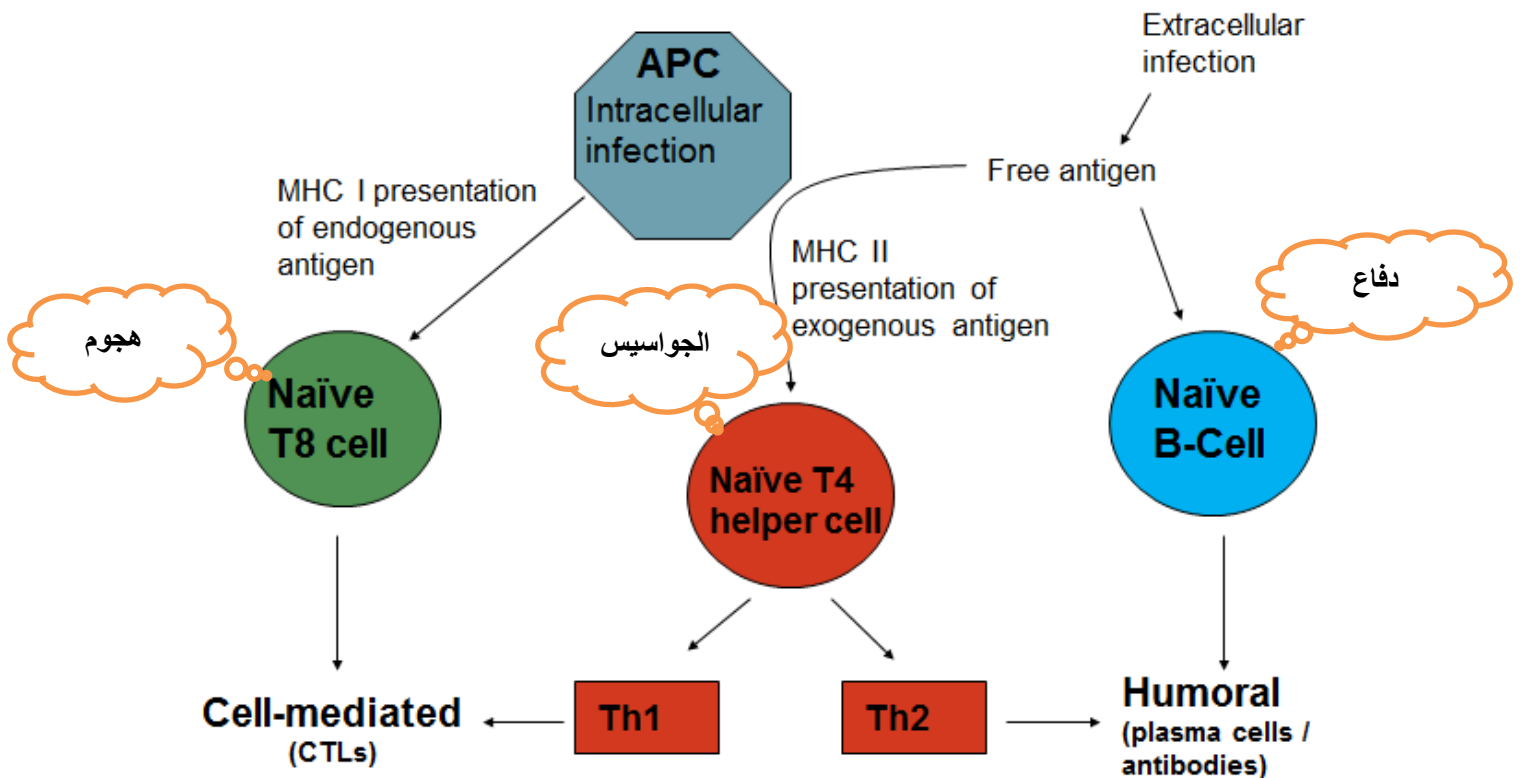 APC
Intracellular
infection
Extracellular
infection
Free antigen
MHC I presentation
of endogenous
antigen
MHC II
presentation of
exogenous antigen
هجوم
الجواسيس
دفاع
Naïve
T8 cell
Naïve T4
helper cell
Naïve
B-Cell
Cell-mediated
(CTLs)
Th1
Th2
Humoral
(plasma cells /
antibodies)